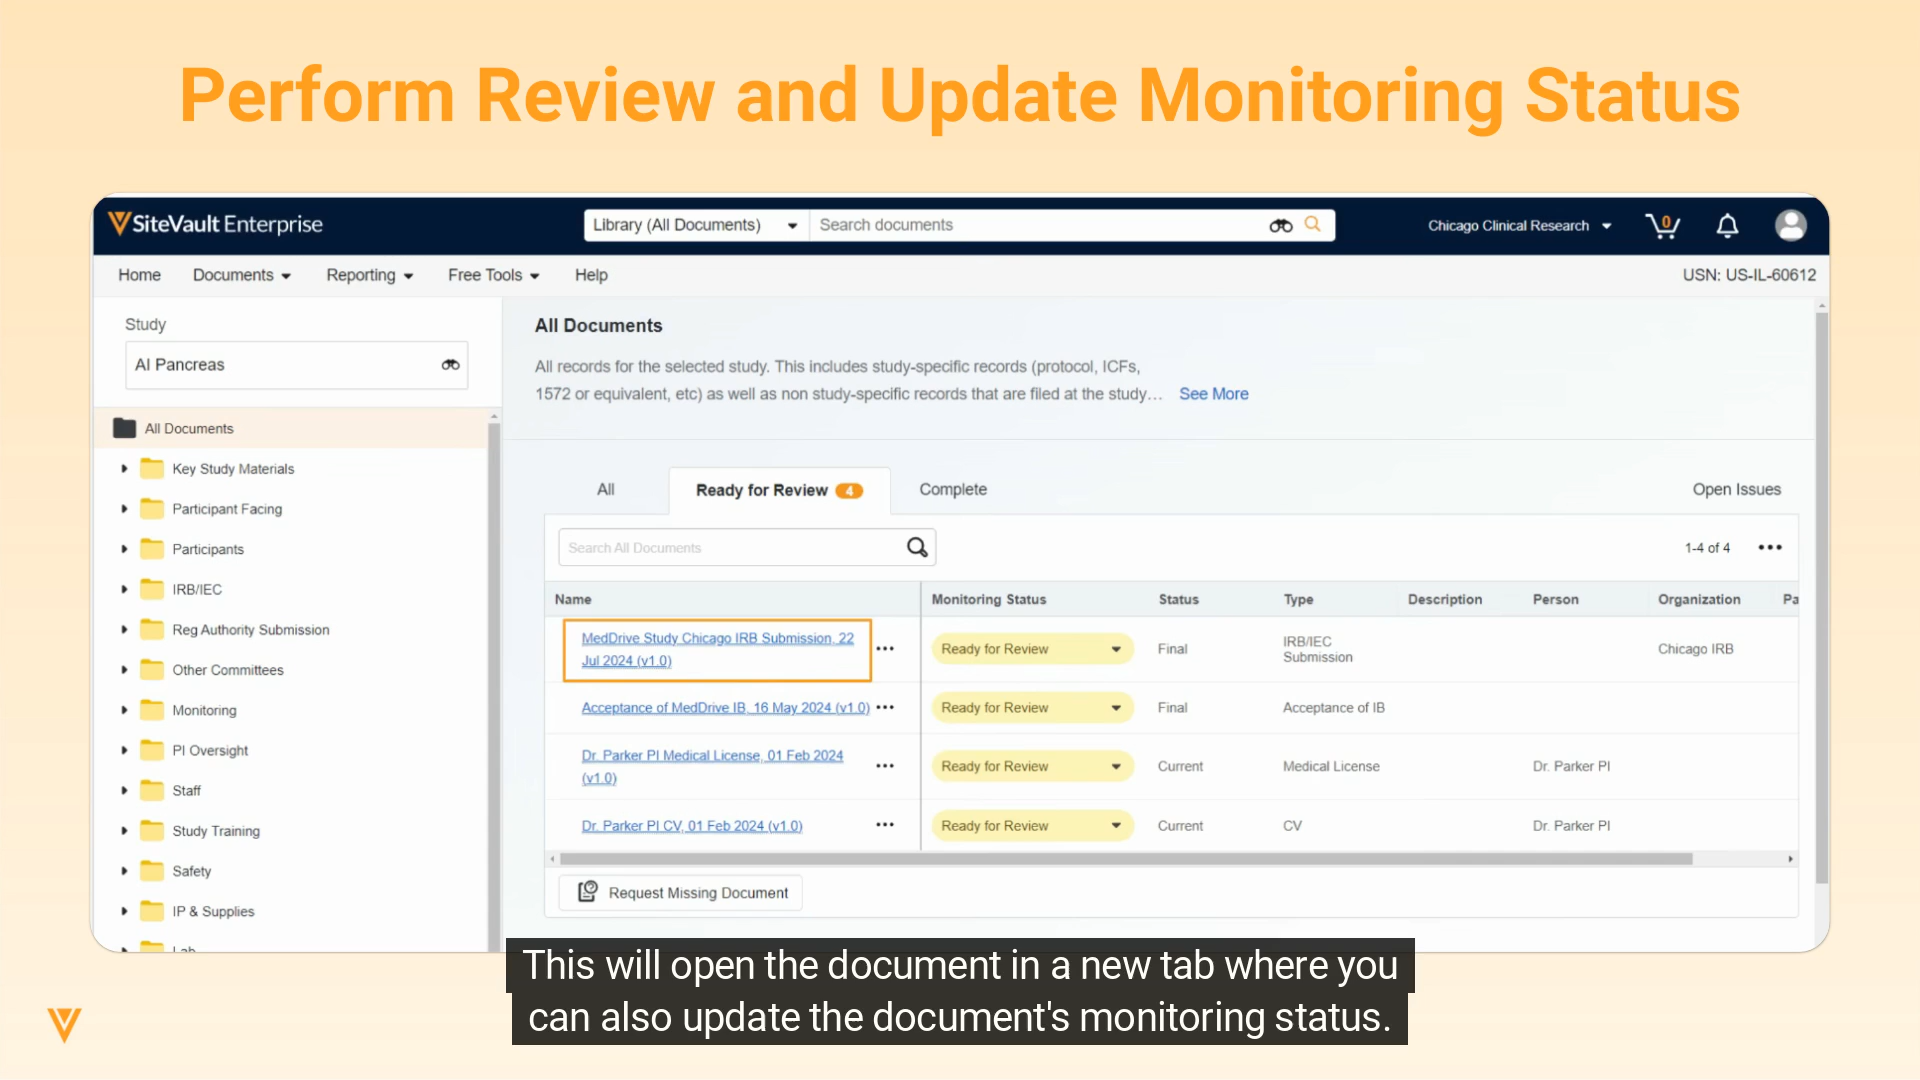 Perform Review and Update Monitoring Status
SiteVault Enterprise
Library (All Documents)
Search documents
Chicago Clinical Research
0
Home
Documents
Reporting
Free Tools
Help
USN: US-IL-60612
Study
AI Pancreas
All Documents
Key Study Materials
Participant Facing
Participants
IRB/IEC
Reg Authority Submission
Other Committees
Monitoring
PI Oversight
Staff
Study Training
Safety
IP & Supplies
Lab
All Documents
All records for the selected study. This includes study-specific records (protocol, ICFs,
1572 or equivalent, etc) as well as non study-specific records that are filed at the study… See More
All
Ready for Review 4
Complete
Open Issues
Search All Documents
1-4 of 4
Name Monitoring Status Status Type Description Person Organization Pa
MedDrive Study Chicago IRB Submission, 22
Jul 2024 (v1.0)
Ready for Review
Final
IRB/IEC
Submission
Chicago IRB
Acceptance of MedDrive IB, 16 May 2024 (v1.0)
Ready for Review
Final
Acceptance of IB
Dr. Parker PI Medical License, 01 Feb 2024
(v1.0)
Ready for Review
Current
Medical License
Dr. Parker PI
Dr. Parker PI CV, 01 Feb 2024 (v1.0)
Ready for Review
Current
CV
Dr. Parker PI
Request Missing Document
This will open the document in a new tab where you
can also update the document's monitoring status.